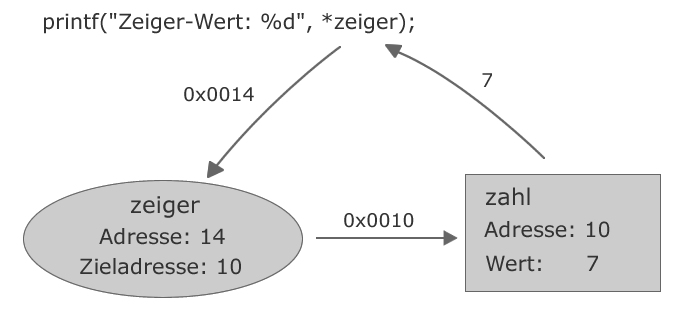 printf("Zeiger-Wert: %d", *zeiger);
0x0014
7
zeiger
Adresse: 14
Zieladresse: 10
0x0010
zahl
Adresse: 10
Wert: 7